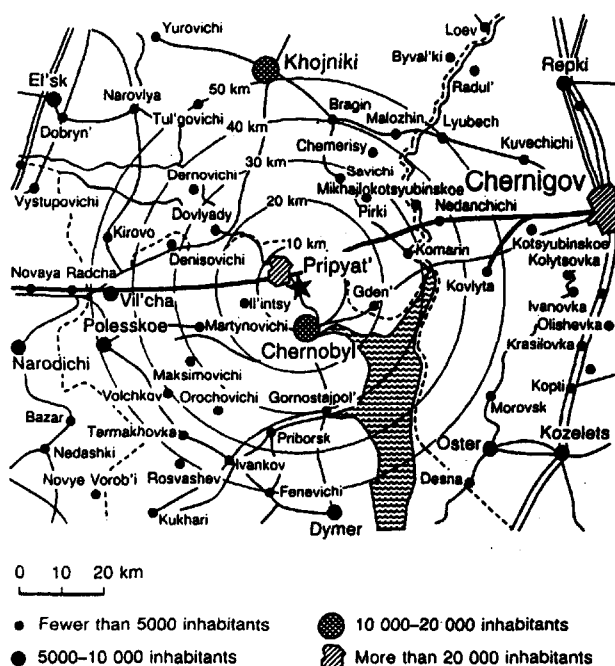 Yurovichi
Loev
Khojniki
Byval'ki
Repki
El'sk
Narovlya
50 km
Radul'
Tul'govichi
Bragin
Malozhin
Lyubech
Dobryn'
40 km
Chemerisy
Kuvechichi
30 km
Savichi
Dernovichi
Mikhailokotsyubinskoe
Chernigov
Vystupovichi
Dovlyady
20 km
Pirki
Nedanchichi
Kirovo
10 km
Komarin
Kotsyubinskoe
Denisovichi
Kolytsovka
Novaya Radcha
Pripyat'
Vil'cha
Il'intsy
Gden'
Kovlyta
Ivanovka
Polesskoe
Martynovichi
Olishevka
Chernobyl
Krasilovka
Narodichi
Maksimovichi
Volchkov
Gornostajpol'
Kopti
Orochovichi
Morovsk
Bazar
Termakhovka
Priborsk
Oster
Kozelets
Nedashki
Ivankov
Rosvashev
Desna
Novye Vorob'i
Fenevichi
Kukhari
Dymer
0 10 20 km
Fewer than 5000 inhabitants
10 000–20 000 inhabitants
5000–10 000 inhabitants
More than 20 000 inhabitants